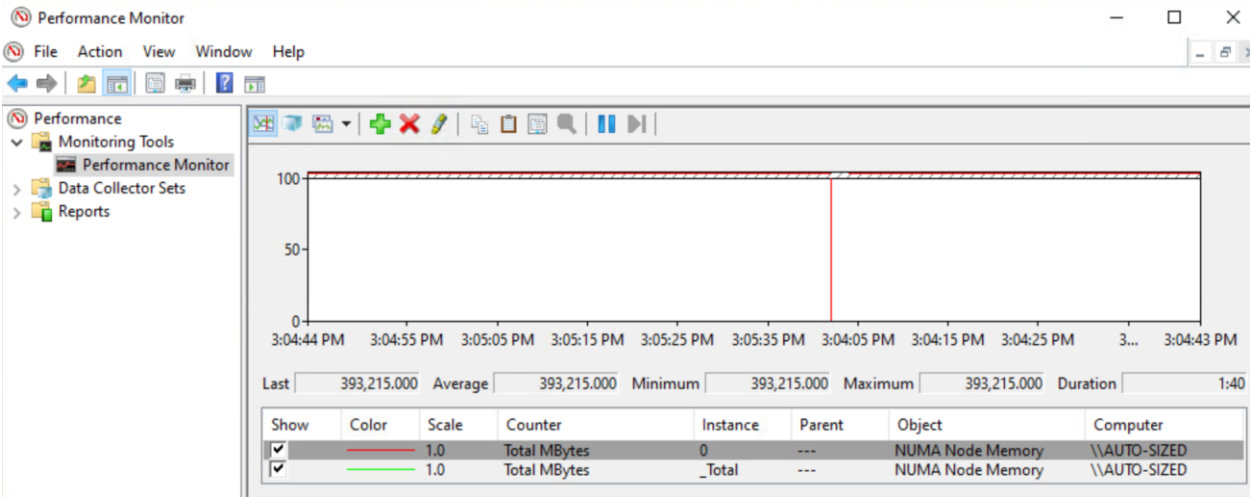 Performance Monitor
File Action View Window Help
Performance
Monitoring Tools
Performance Monitor
Data Collector Sets
Reports
100
50
0
3:04:44 PM 3:04:55 PM 3:05:05 PM 3:05:15 PM 3:05:25 PM 3:05:35 PM 3:04:05 PM 3:04:15 PM 3:04:25 PM 3... 3:04:43 PM
Last 393,215.000 Average 393,215.000 Minimum 393,215.000 Maximum 393,215.000 Duration 1:40
Show Color Scale Counter Instance Parent Object Computer
1.0 Total MBytes 0 --- NUMA Node Memory \\AUTO-SIZED
1.0 Total MBytes _Total --- NUMA Node Memory \\AUTO-SIZED